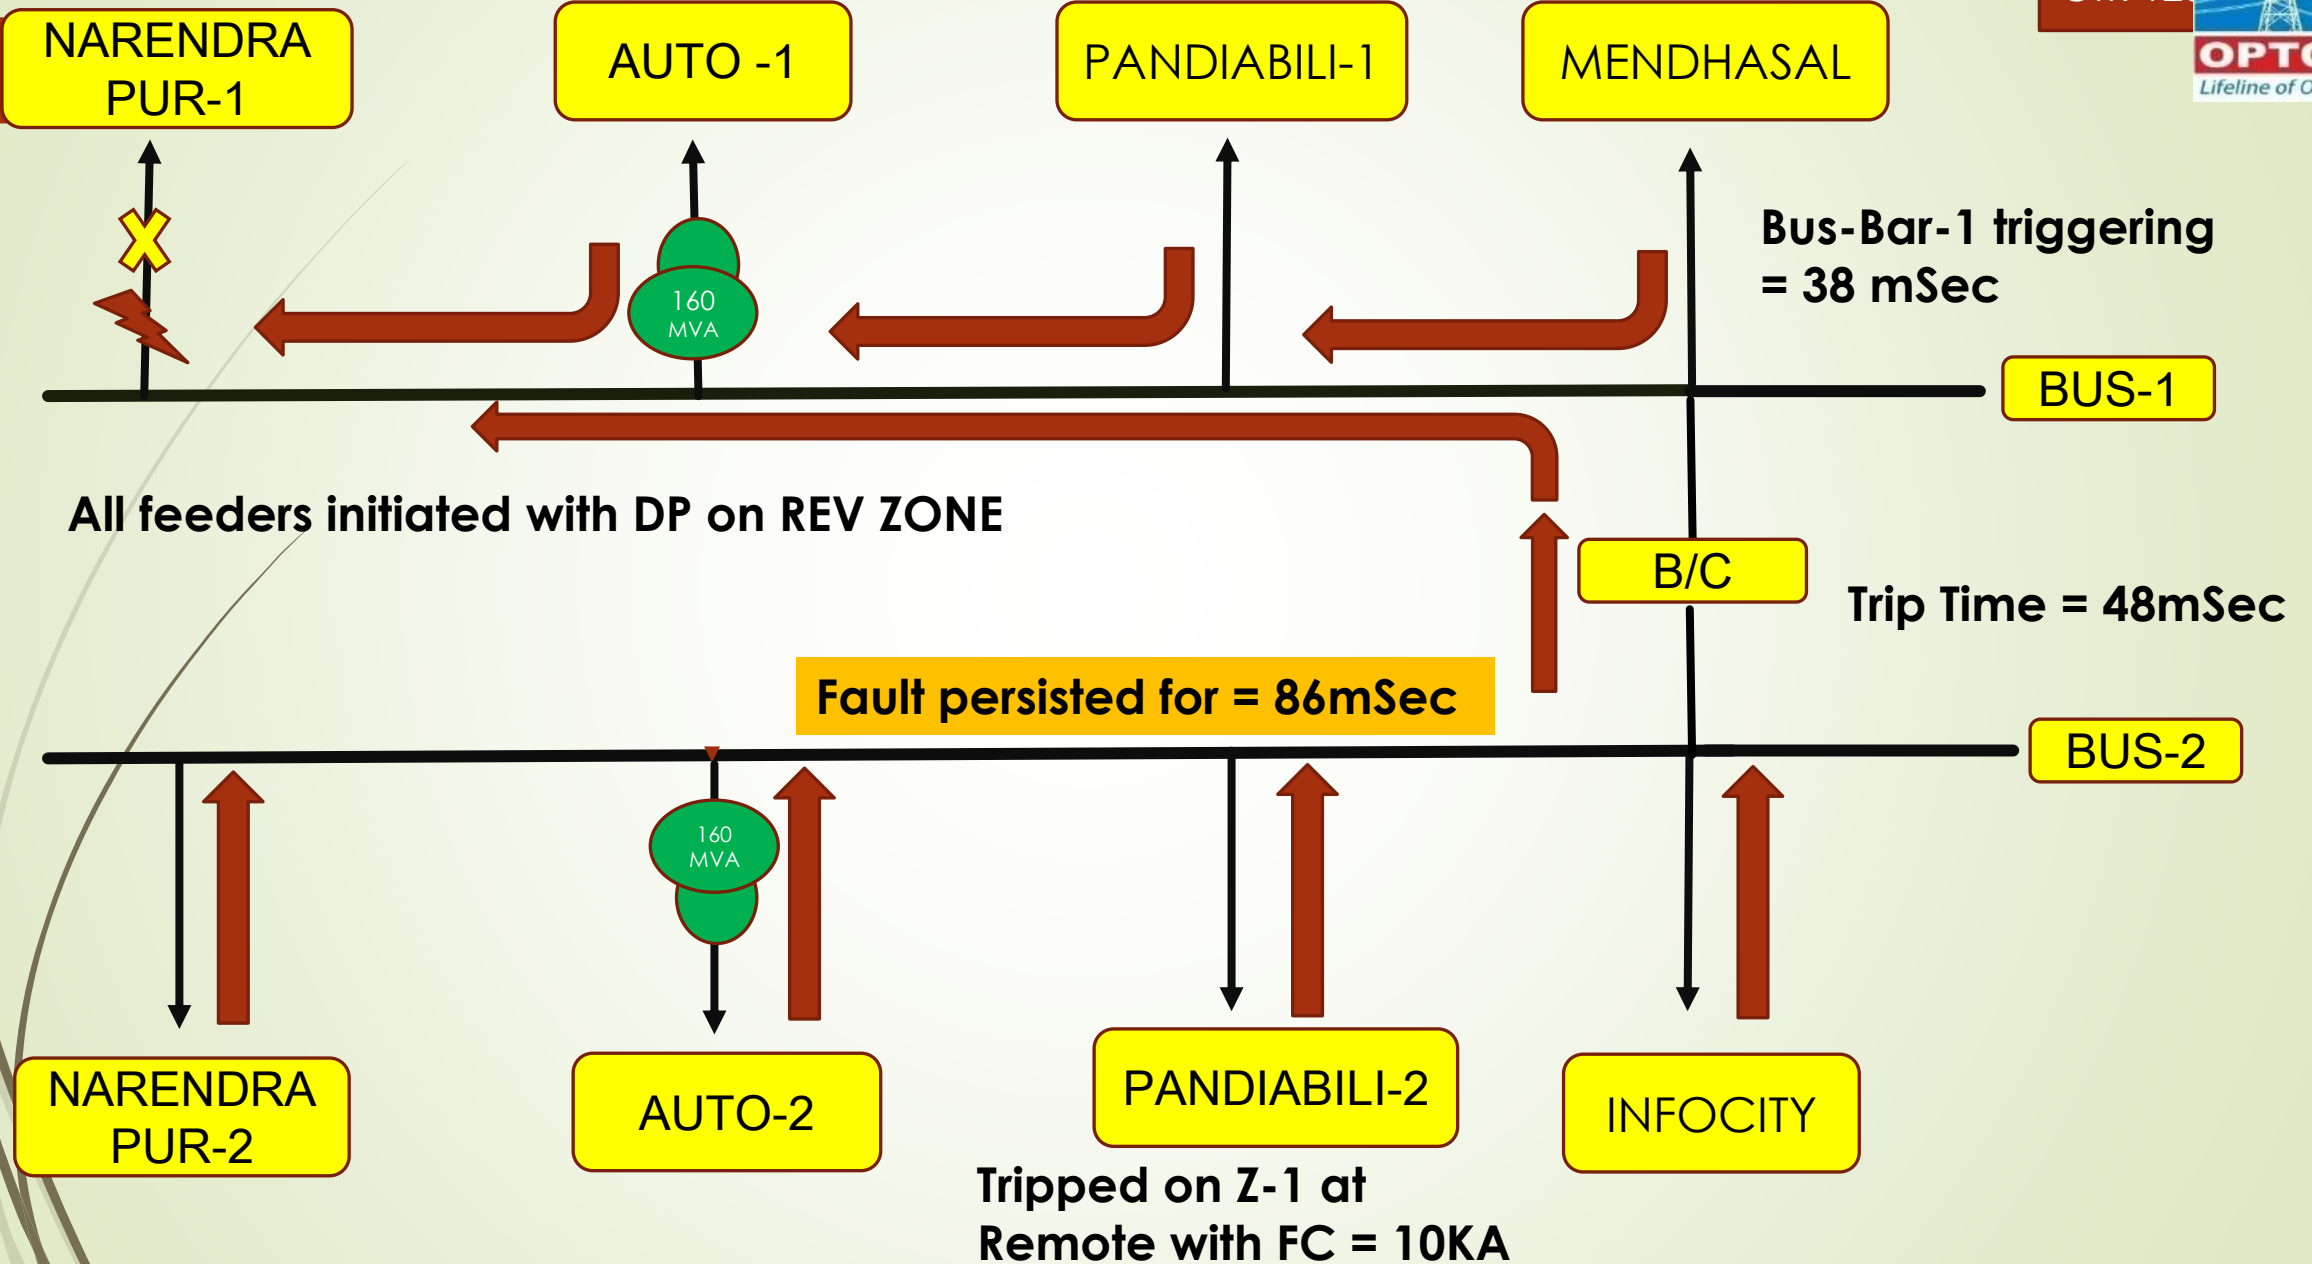 NARENDRA
PUR-1
AUTO -1
PANDIABILI-1
MENDHASAL
Lifeline of
Bus-Bar-1 triggering
= 38 mSec
160
MVA
BUS-1
All feeders initiated with DP on REV ZONE
B/C
Trip Time = 48mSec
Fault persisted for = 86mSec
BUS-2
160
MVA
NARENDRA
PUR-2
AUTO-2
PANDIABILI-2
INFOCITY
Tripped on Z-1 at
Remote with FC = 10KA